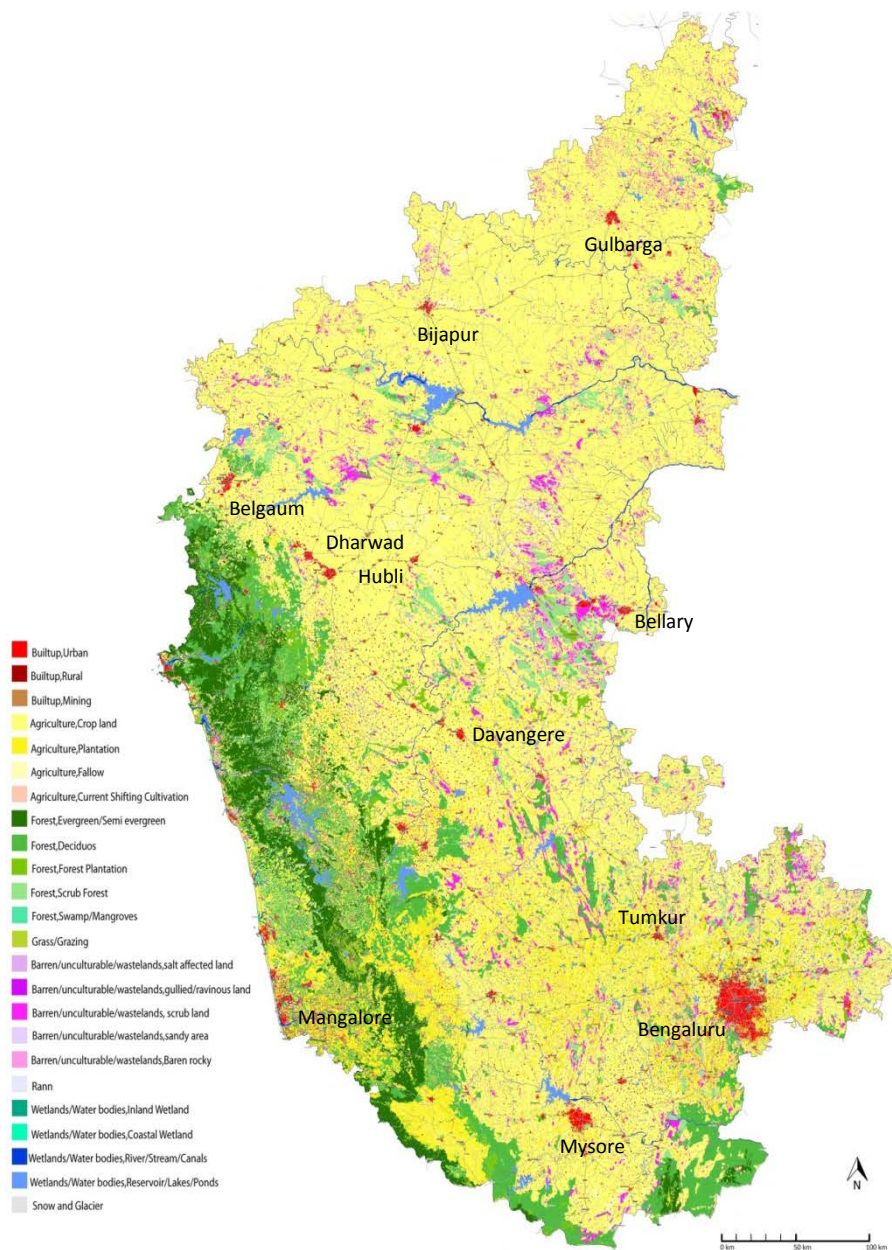 Gulbarga
Bijapur
Belgaum
Dharwad
Hubli
Bellary
Davangere
Tumkur
Mangalore
Bengaluru
Mysore
Builtup,Urban
Builtup,Rural
Builtup,Mining
Agriculture,Crop land
Agriculture,Plantation
Agriculture,Fallow
Agriculture,Current Shifting Cultivation
Forest,Evergreen/Semi evergreen
Forest,Deciduos
Forest,Forest Plantation
Forest,Scrub Forest
Forest,Swamp/Mangroves
Grass/Grazing
Barren/unculturable/wastelands,salt affected land
Barren/unculturable/wastelands,gullied/ravinous land
Barren/unculturable/wastelands, scrub land
Barren/unculturable/wastelands,sandy area
Barren/unculturable/wastelands,Baren rocky
Rann
Wetlands/Water bodies,Inland Wetland
Wetlands/Water bodies,Coastal Wetland
Wetlands/Water bodies,River/Stream/Canals
Wetlands/Water bodies,Reservoir/Lakes/Ponds
Snow and Glacier
N
0 km 50 km 100 km